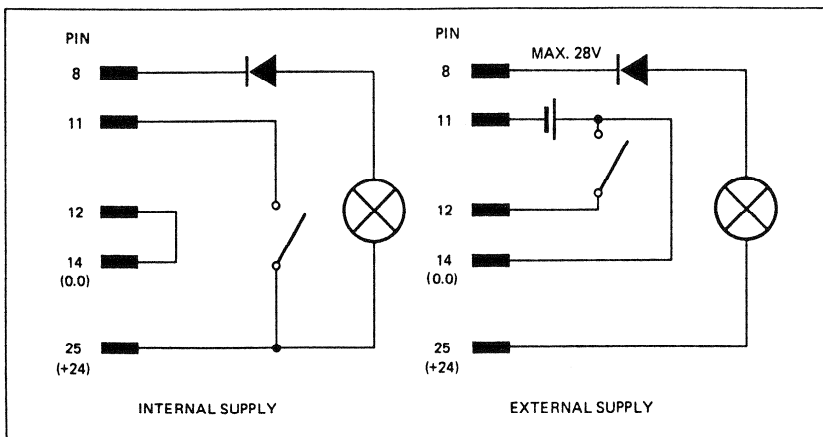 PIN
8
11
12
14
(0.0)
25
(+24)
INTERNAL SUPPLY
PIN
MAX. 28V
8
11
12
14
(0.0)
25
(+24)
EXTERNAL SUPPLY